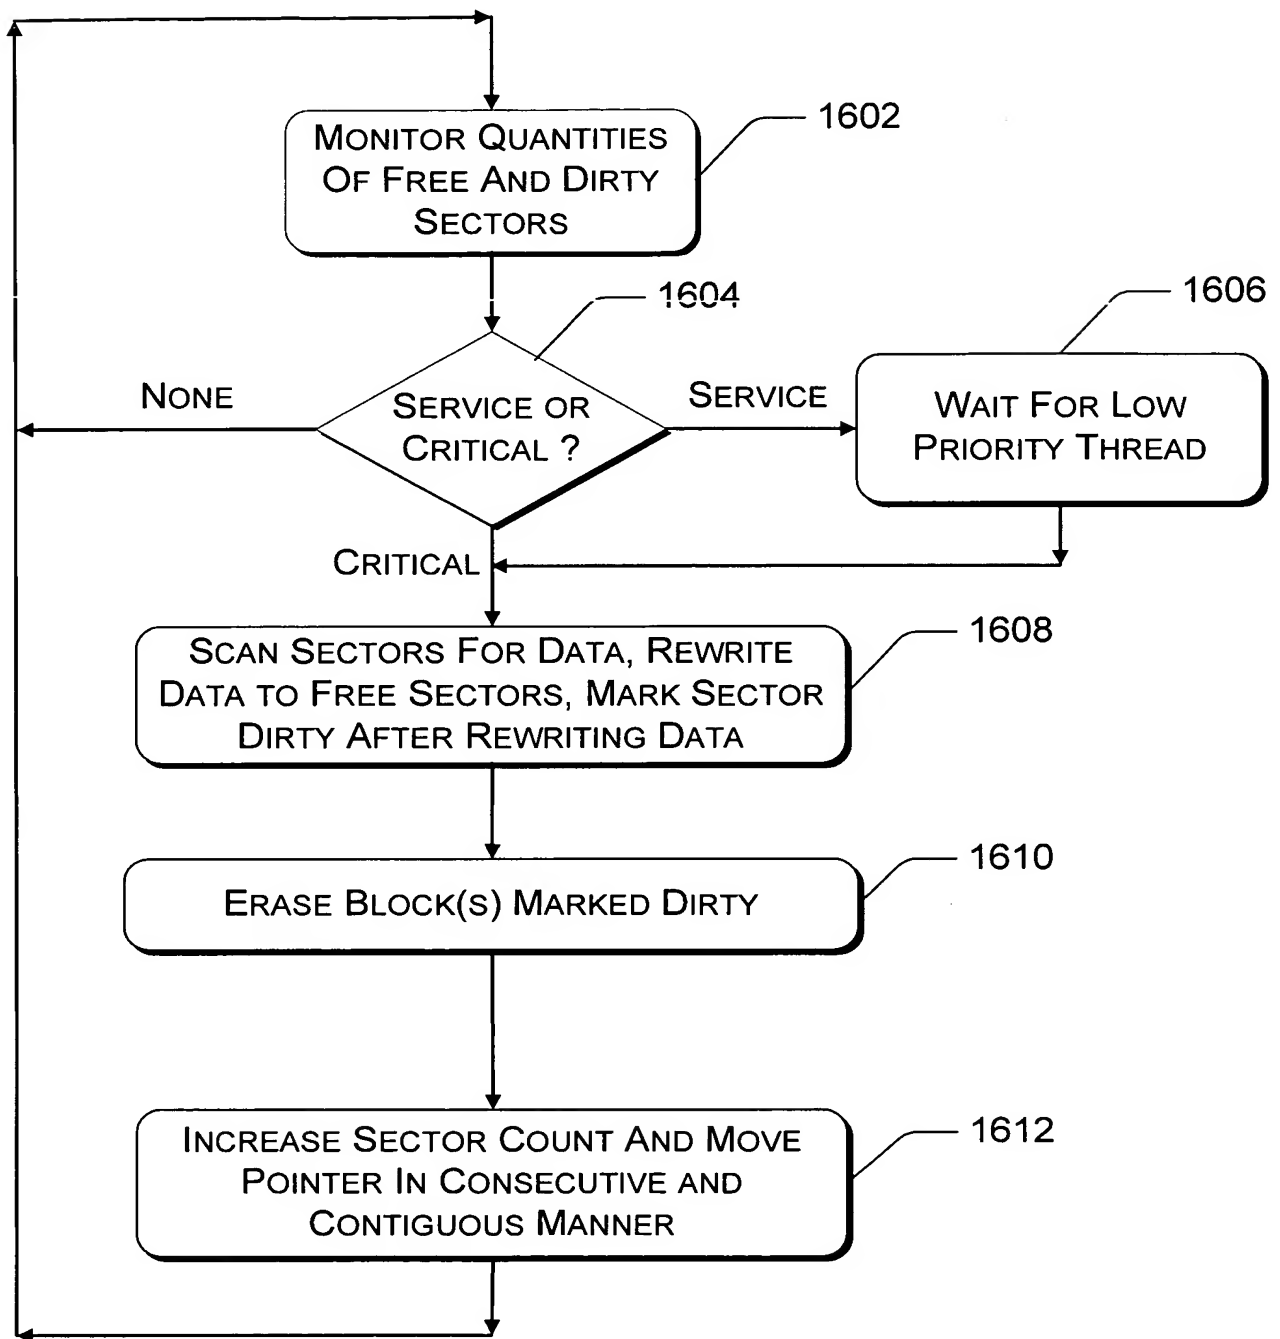 1602
MONITOR QUANTITIES
OF FREE AND DIRTY
SECTORS
1604
1606
NONE
SERVICE OR
CRITICAL ?
SERVICE
WAIT FOR LOW
PRIORITY THREAD
CRITICAL
1608
SCAN SECTORS FOR DATA, REWRITE
DATA TO FREE SECTORS, MARK SECTOR
DIRTY AFTER REWRITING DATA
1610
ERASE BLOCK(S) MARKED DIRTY
1612
INCREASE SECTOR COUNT AND MOVE
POINTER IN CONSECUTIVE AND
CONTIGUOUS MANNER